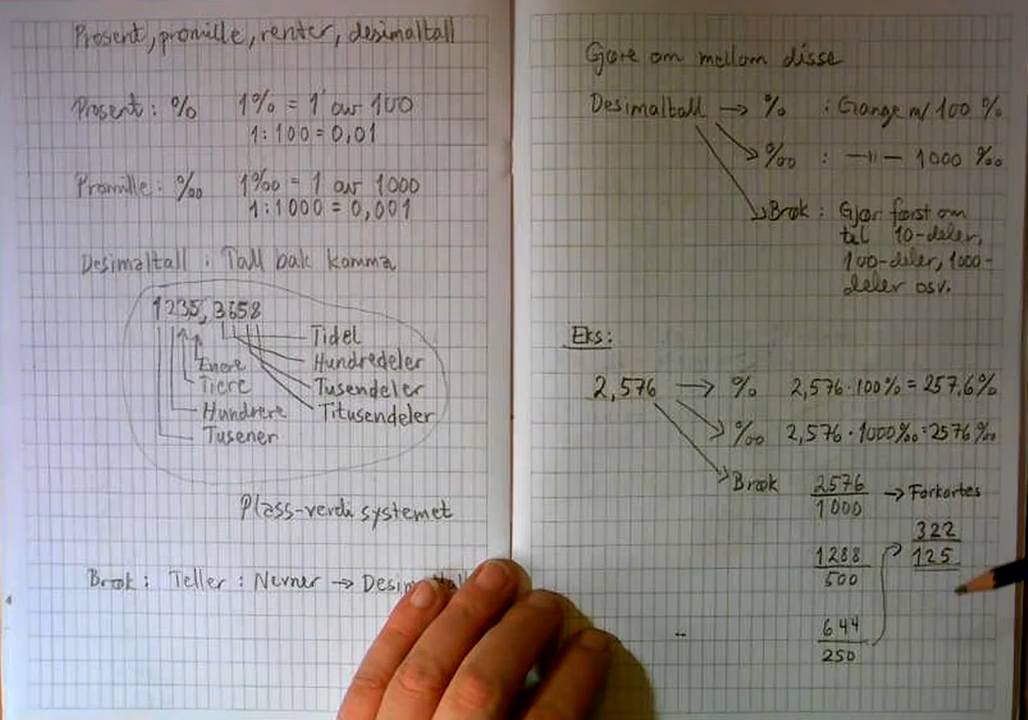 Prosent, promille, renter, desimaltall
Prosent : % 1% = 1 av 100
1 : 100 = 0,01
Promille : ‰ 1‰ = 1 av 1000
1 : 1000 = 0,001
Desimaltall : Tall bak komma
1235,3658
Tidel
Enere Hundredeler
Tiere Tusendeler
Hundrere Titusendeler
Tusener
Plass-verdi systemet
Brøk : Teller : Nevner → Desimaltall
Gjøre om mellom disse
Desimaltall → % : Gange m/ 100 %
‰ : —||— 1000 ‰
Brøk : Gjør først om
til 10-deler,
100-deler, 1000-
deler osv.
Eks:
2,576 → % 2,576 · 100% = 257,6%
‰ 2,576 · 1000‰ = 2576‰
Brøk 2576/1000 → Forkortes
1288/500
644/250
322/125